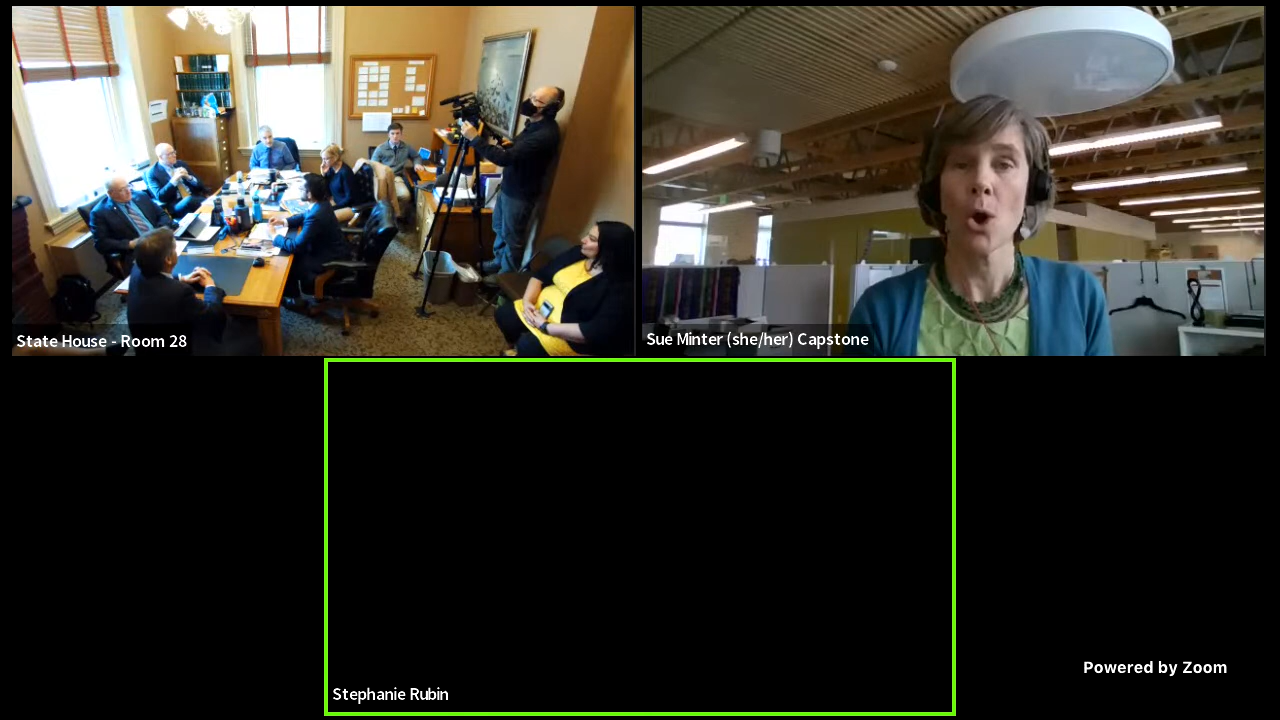 State House - Room 28
Sue Minter (she/her) Capstone
Stephanie Rubin
Powered by Zoom